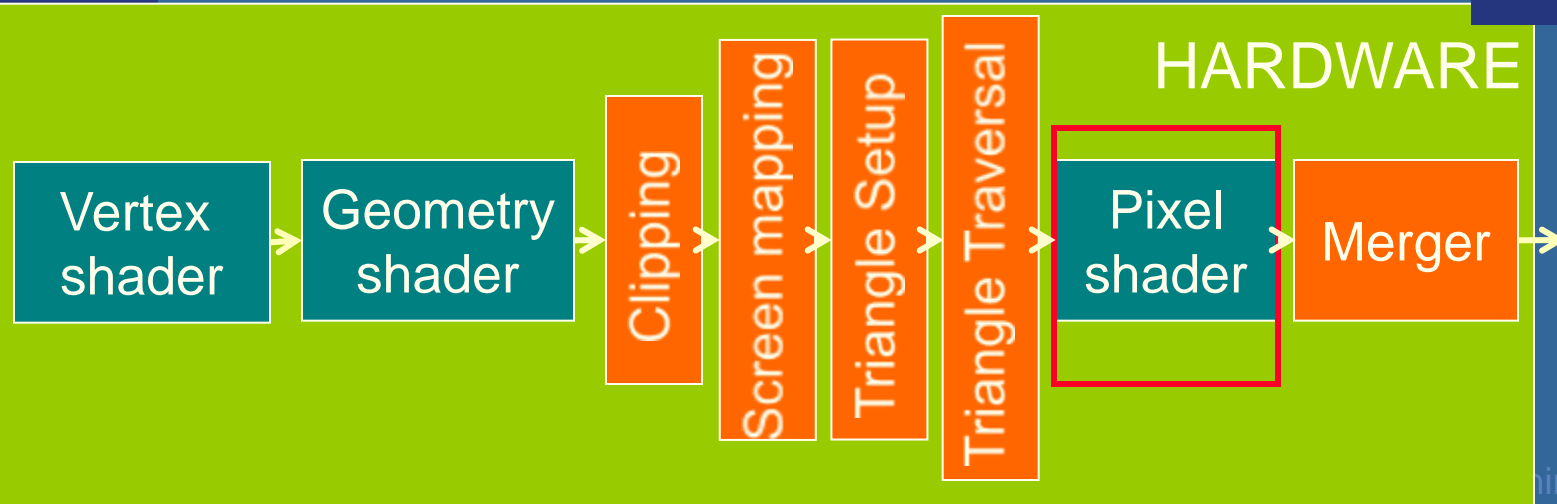 HARDWARE
Vertex
shader
Geometry
shader
Clipping
Screen mapping
Triangle Setup
Triangle Traversal
Pixel
shader
Merger